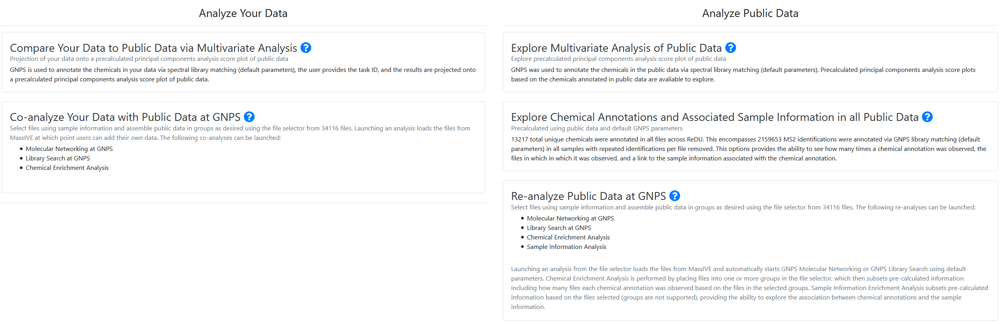 Analyze Your Data
Compare Your Data to Public Data via Multivariate Analysis
Projection of your data onto a precalculated principal components analysis score plot of public data
GNPS is used to annotate the chemicals in your data via spectral library matching (default parameters), the user provides the task ID, and the results are projected onto
a precalculated principal components analysis score plot of public data.
Co-analyze Your Data with Public Data at GNPS
Select files using sample information and assemble public data in groups as desired using the file selector from 34116 files. Launching an analysis loads the files from
MassIVE at which point users can add their own data. The following co-analyses can be launched:
• Molecular Networking at GNPS
• Library Search at GNPS
• Chemical Enrichment Analysis
Analyze Public Data
Explore Multivariate Analysis of Public Data
Explore precalculated principal components analysis score plot of public data
GNPS was used to annotate the chemicals in the public data via spectral library matching (default parameters). Precalculated principal components analysis score plots
based on the chemicals annotated in public data are avaliable to explore.
Explore Chemical Annotations and Associated Sample Information in all Public Data
Precalculated using public data and default GNPS parameters
13217 total unique chemicals were annotated in all files across ReDU. This encompasses 2159653 MS2 identifications were annotated via GNPS library matching (default
parameters) in all samples with repeated identifications per file removed. This options provides the ability to see how many times a chemical annotation was observed, the
files in which in which it was observed, and a link to the sample information associated with the chemical annotation.
Re-analyze Public Data at GNPS
Select files using sample information and assemble public data in groups as desired using the file selector from 34116 files. The following re-analyses can be launched:
• Molecular Networking at GNPS
• Library Search at GNPS
• Chemical Enrichment Analysis
• Sample Information Analysis
Launching an analysis from the file selector loads the files from MassIVE and automatically starts GNPS Molecular Networking or GNPS Library Search using default
parameters. Chemical Enrichment Analysis is performed by placing files into one or more groups in the file selector, which then subsets pre-calculated information
including how many files each chemical annotation was observed based on the files in the selected groups. Sample Information Enrichment Analysis subsets pre-calculated
information based on the files selected (groups are not supported), providing the ability to explore the association between chemical annotations and the sample
information.